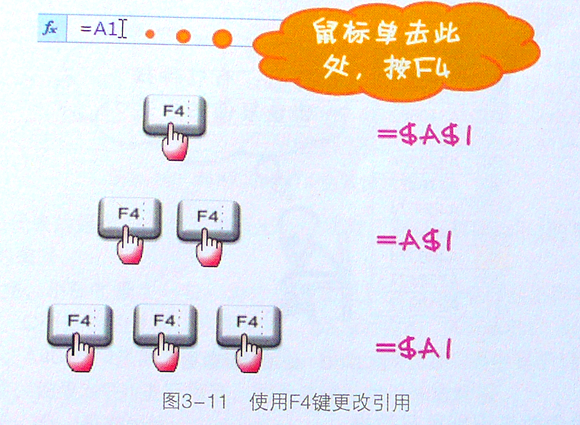 fx =A1
鼠标单击此
处，按F4
F4 =$A$1
F4 F4 =A$1
F4 F4 F4 =$A1
图3-11 使用F4键更改引用